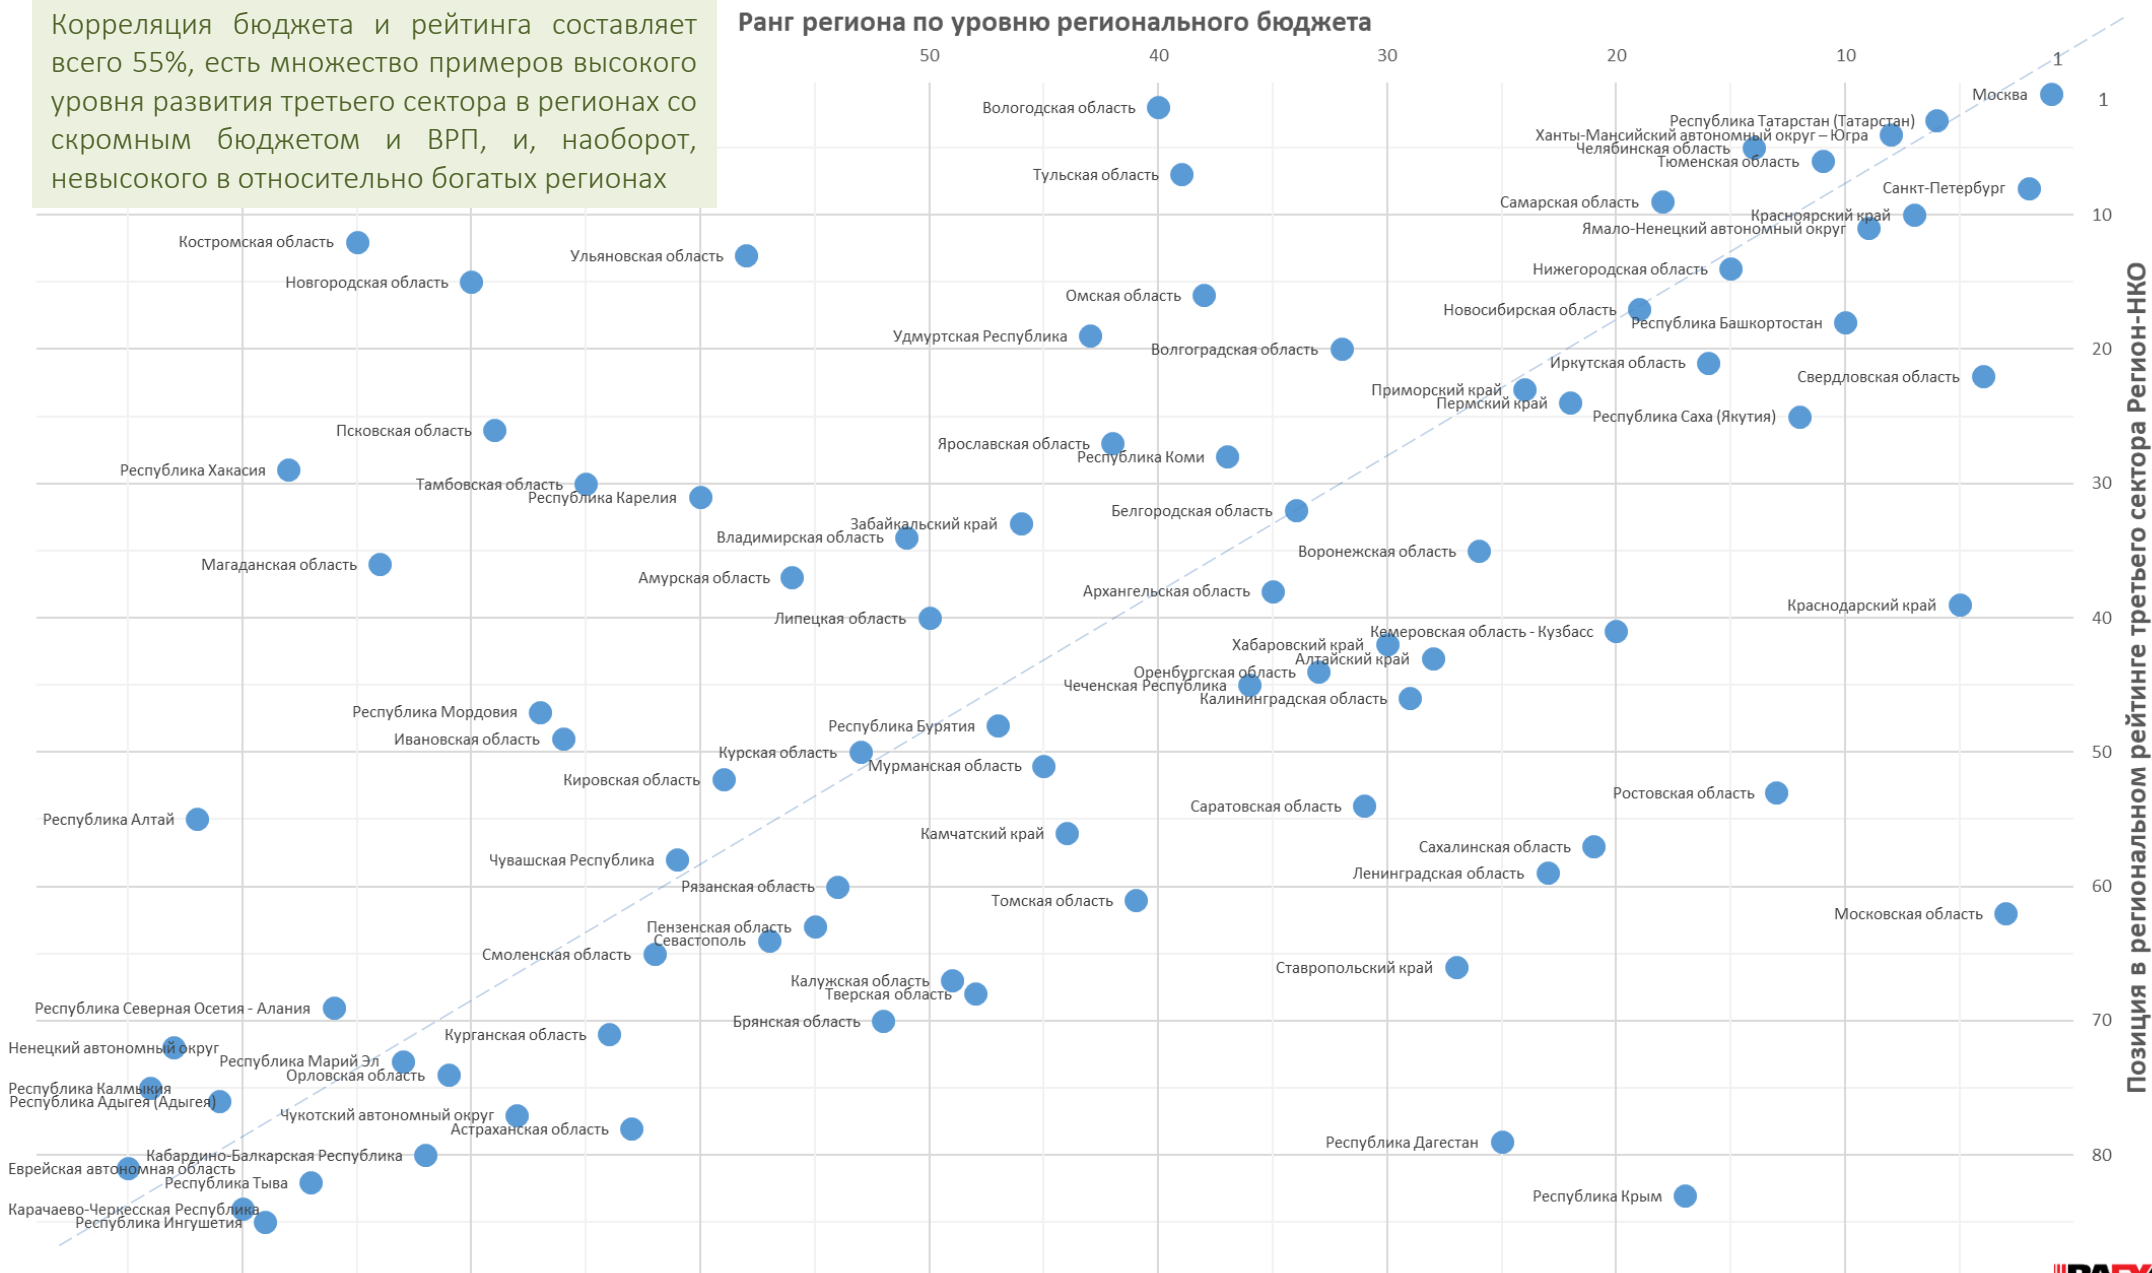 Корреляция бюджета и рейтинга составляет
всего 55%, есть множество примеров высокого
уровня развития третьего сектора в регионах со
скромным бюджетом и ВРП, и, наоборот,
невысокого в относительно богатых регионах
Ранг региона по уровню регионального бюджета
50 40 30 20 10 1
Москва
1
Вологодская область
Республика Татарстан (Татарстан)
Ханты-Мансийский автономный округ – Югра
Челябинская область
Тюменская область
Тульская область
Санкт-Петербург
Самарская область
Красноярский край
10
Ямало-Ненецкий автономный округ
Костромская область
Ульяновская область
Нижегородская область
Новгородская область
Омская область
Новосибирская область
Республика Башкортостан
Удмуртская Республика
Волгоградская область
20
Иркутская область
Свердловская область
Приморский край
Пермский край
Республика Саха (Якутия)
Псковская область
Ярославская область
Республика Коми
Республика Хакасия
Тамбовская область
30
Республика Карелия
Белгородская область
Забайкальский край
Владимирская область
Воронежская область
Магаданская область
Амурская область
Архангельская область
Краснодарский край
Липецкая область
40
Кемеровская область - Кузбасс
Хабаровский край
Алтайский край
Оренбургская область
Чеченская Республика
Калининградская область
Республика Мордовия
Республика Бурятия
Ивановская область
Курская область
50
Мурманская область
Кировская область
Ростовская область
Саратовская область
Республика Алтай
Камчатский край
Сахалинская область
Чувашская Республика
Ленинградская область
Рязанская область
60
Томская область
Московская область
Пензенская область
Севастополь
Смоленская область
Ставропольский край
Калужская область
Тверская область
Республика Северная Осетия - Алания
Брянская область
70
Курганская область
Ненецкий автономный округ
Республика Марий Эл
Орловская область
Республика Калмыкия
Республика Адыгея (Адыгея)
Чукотский автономный округ
Астраханская область
Республика Дагестан
Кабардино-Балкарская Республика
80
Еврейская автономная область
Республика Тыва
Республика Крым
Карачаево-Черкесская Республика
Республика Ингушетия
Позиция в региональном рейтинге третьего сектора Регион-НКО